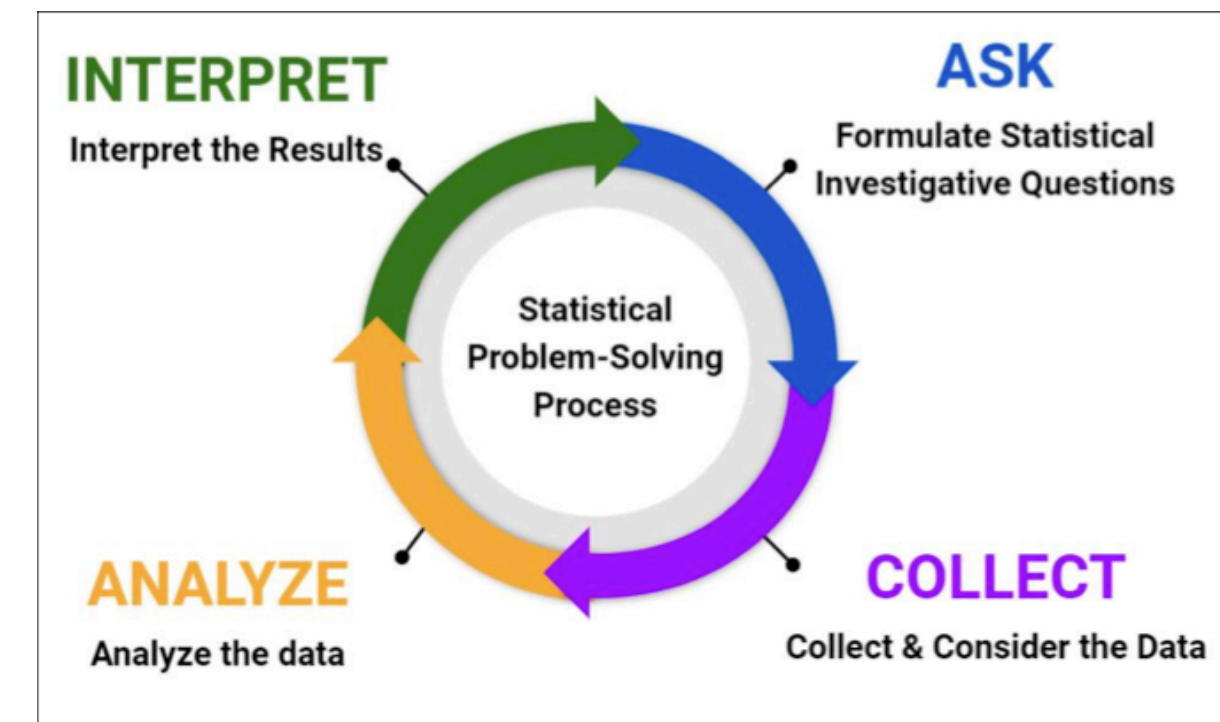 INTERPRET
Interpret the Results
ASK
Formulate Statistical
Investigative Questions
Statistical
Problem-Solving
Process
ANALYZE
Analyze the data
COLLECT
Collect & Consider the Data